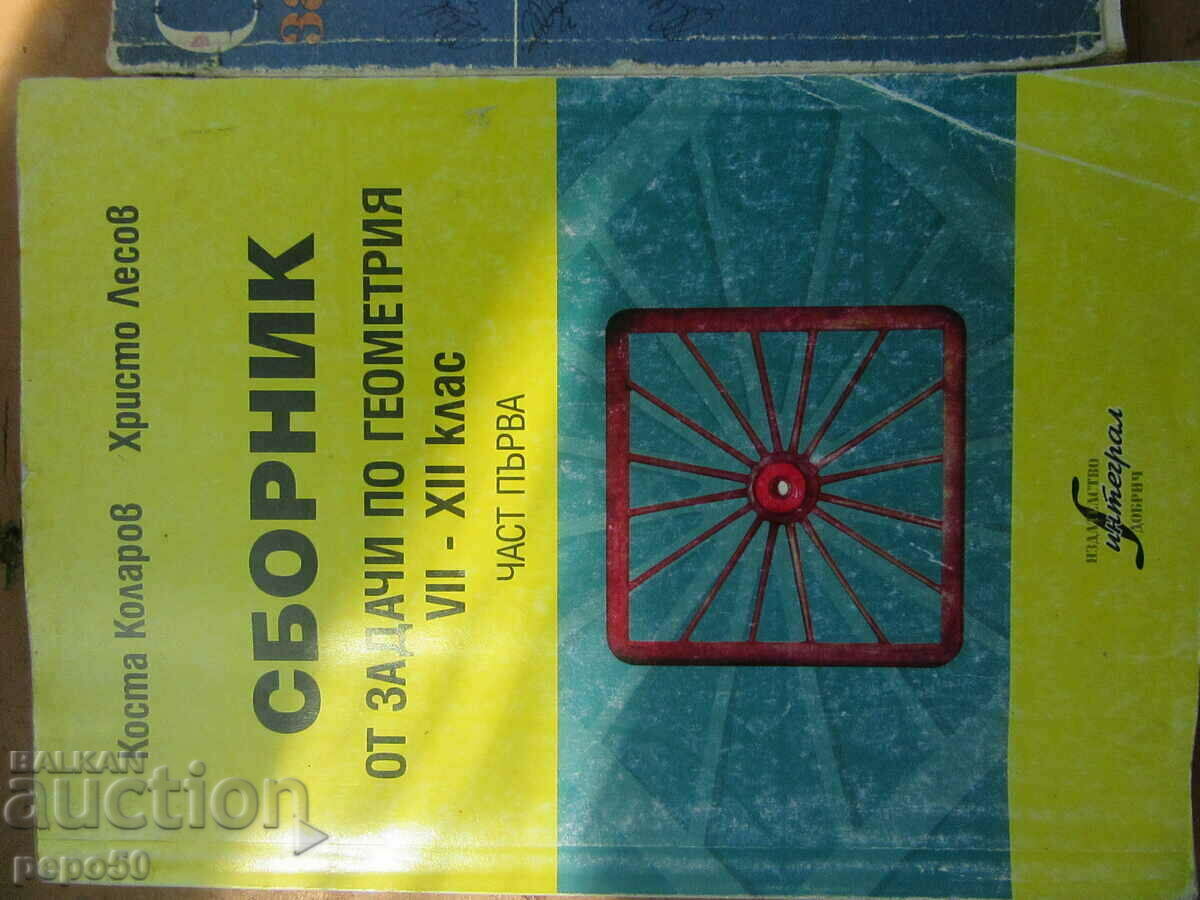 33
Коста Коларов Христо Лесов
СБОРНИК
ОТ ЗАДАЧИ ПО ГЕОМЕТРИЯ
VII - XII клас
ЧАСТ ПЪРВА
ИЗДАТЕЛСТВО
Интеграл
ДОБРИЧ
BALKAN
auction
pepo50